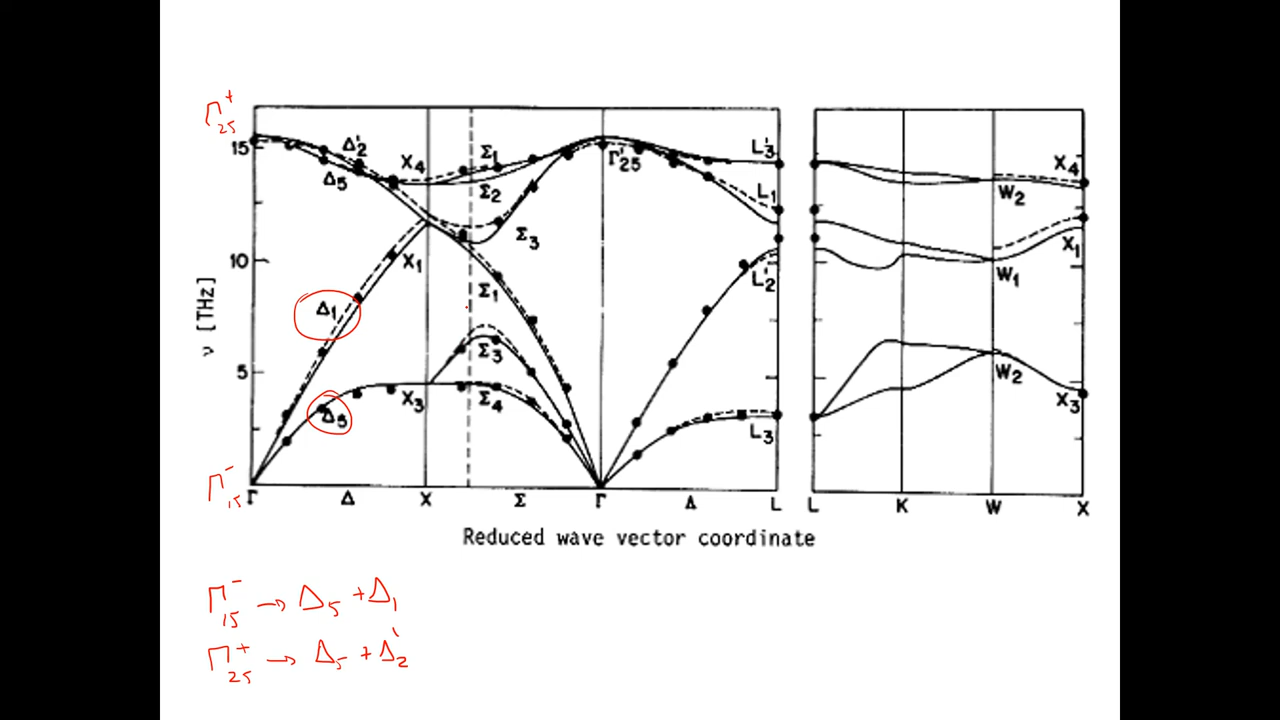 Γ25+
15
10
5
ν [THz]
Δ2'
Δ5
X4
Σ1
Σ2
Σ3
Γ25'
L3'
L1
X4
W2
Δ1
X1
Σ1
L2'
W1
X1
Δ5
X3
Σ3
Σ4
L3
W2
X3
Γ15-
Γ Δ X Σ Γ Λ L L K W X
Reduced wave vector coordinate
Γ15- → Δ5 + Δ1
Γ25+ → Δ5 + Δ2'